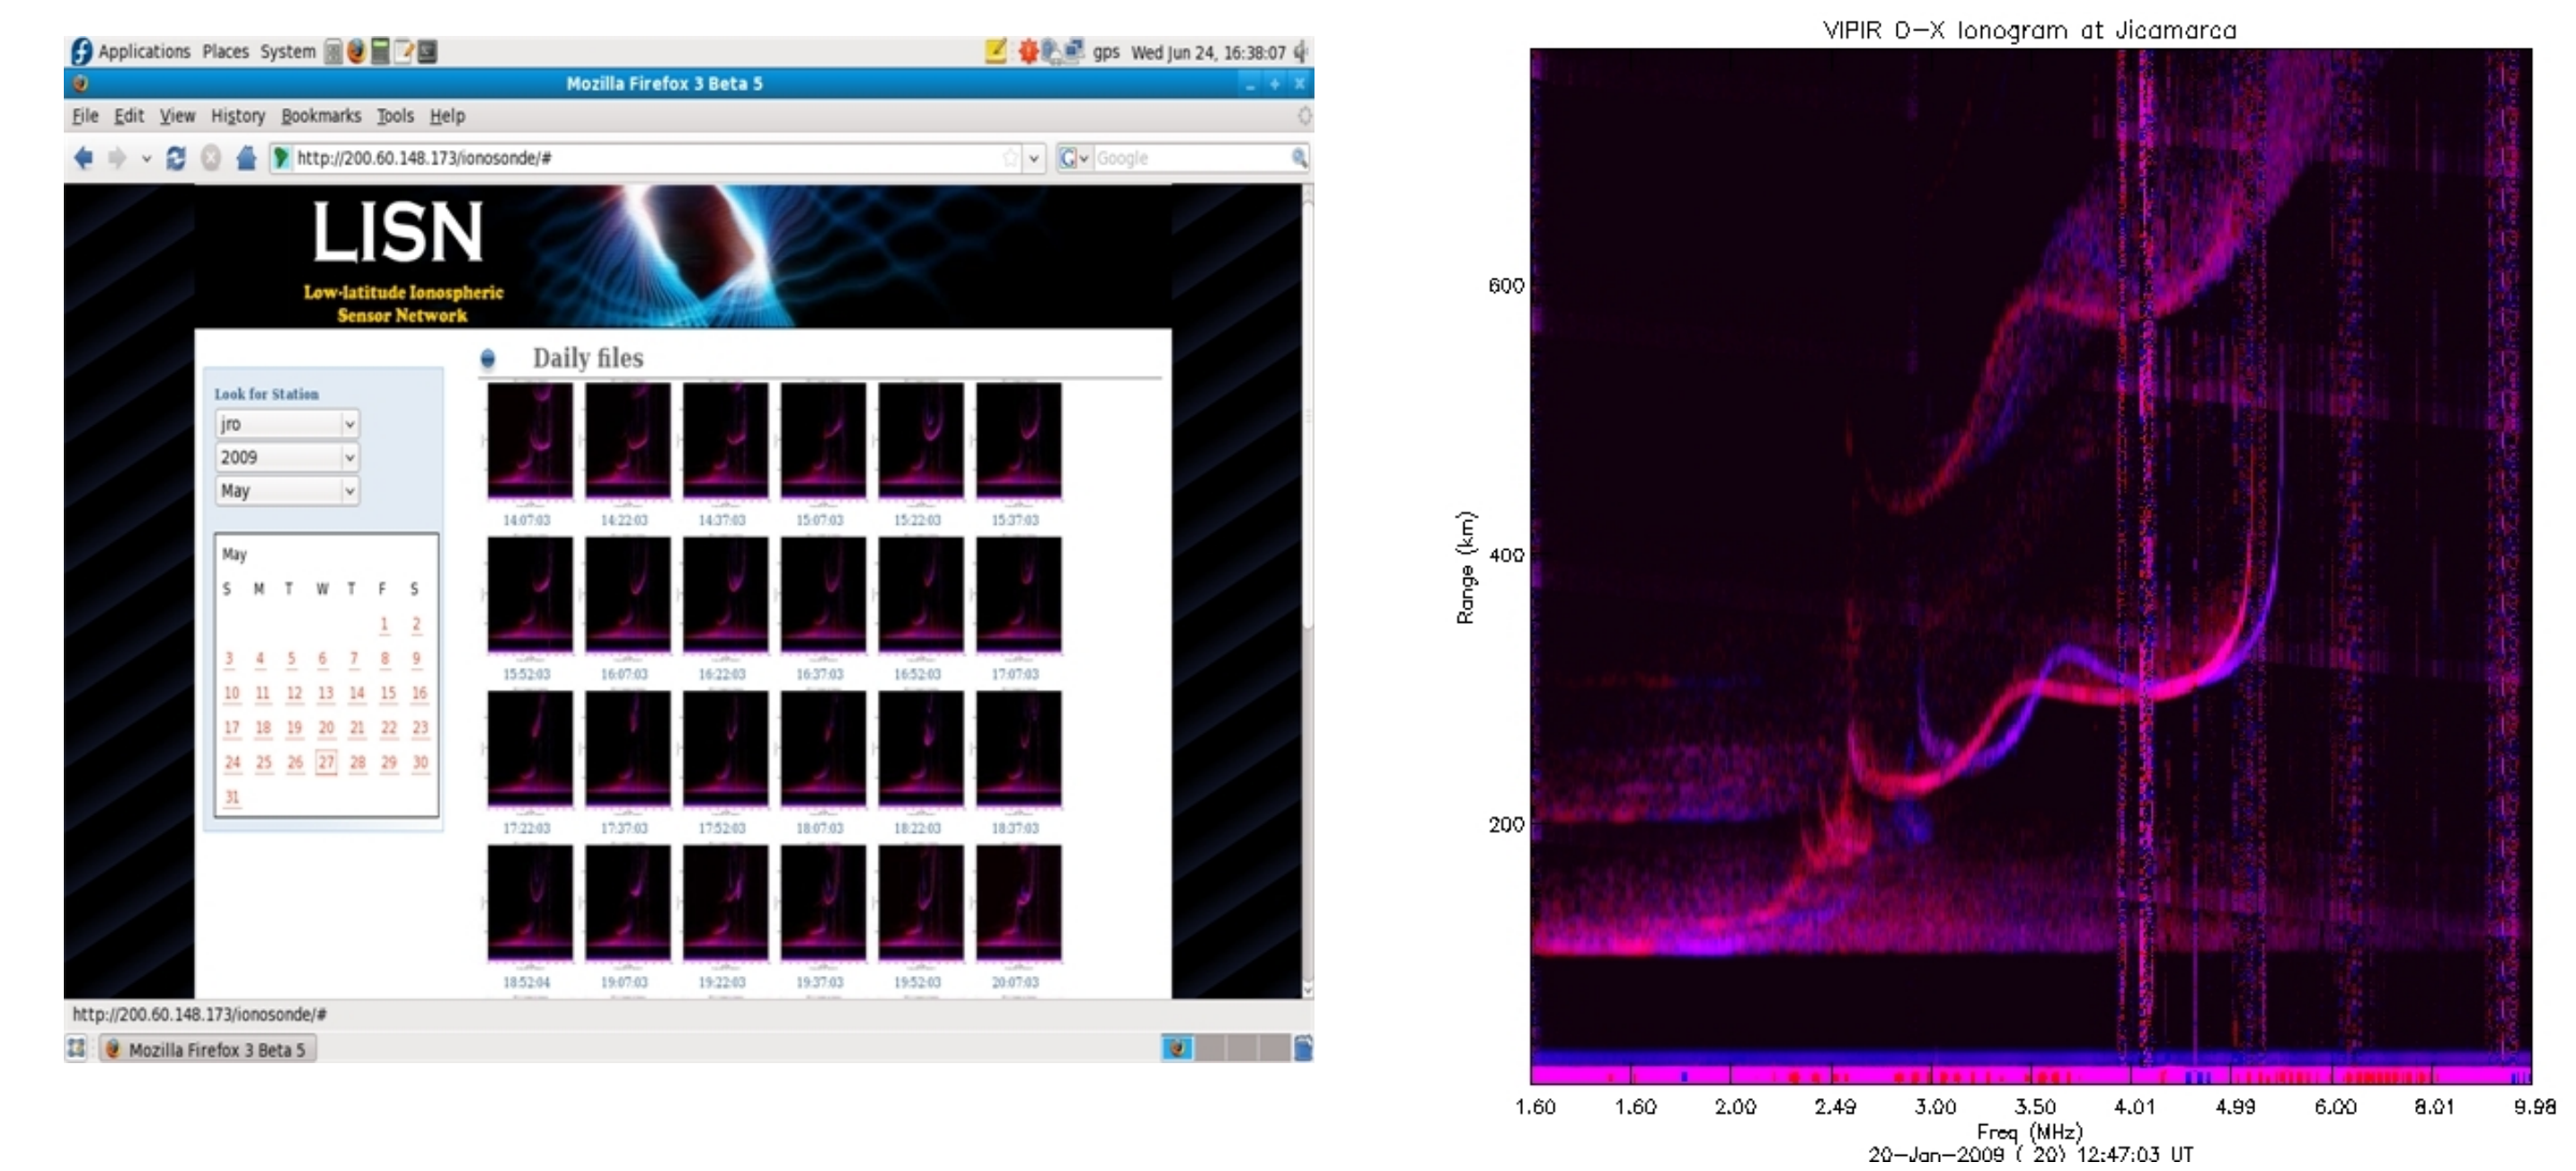 Applications Places System gps Wed Jun 24, 16:38:07
Mozilla Firefox 3 Beta 5
File Edit View History Bookmarks Tools Help
http://200.60.148.173/ionosonde/# Google
LISN
Low-latitude Ionospheric
Sensor Network
Daily files
Look for Station
jro
2009
May
May
S M T W T F S
1 2
3 4 5 6 7 8 9
10 11 12 13 14 15 16
17 18 19 20 21 22 23
24 25 26 27 28 29 30
31
14:07:03 14:22:03 14:37:03 15:07:03 15:22:03 15:37:03
15:52:03 16:07:03 16:22:03 16:37:03 16:52:03 17:07:03
17:22:03 17:37:03 17:52:03 18:07:03 18:22:03 18:37:03
18:52:04 19:07:03 19:22:03 19:37:03 19:52:03 20:07:03
http://200.60.148.173/ionosonde/#
Mozilla Firefox 3 Beta 5
VIPIR O-X Ionogram at Jicamarca
Range (km)
600
400
200
1.60 1.60 2.00 2.49 3.00 3.50 4.01 4.99 6.00 8.01 9.98
Freq (MHz)
20-Jan-2009 ( 20) 12:47:03 UT